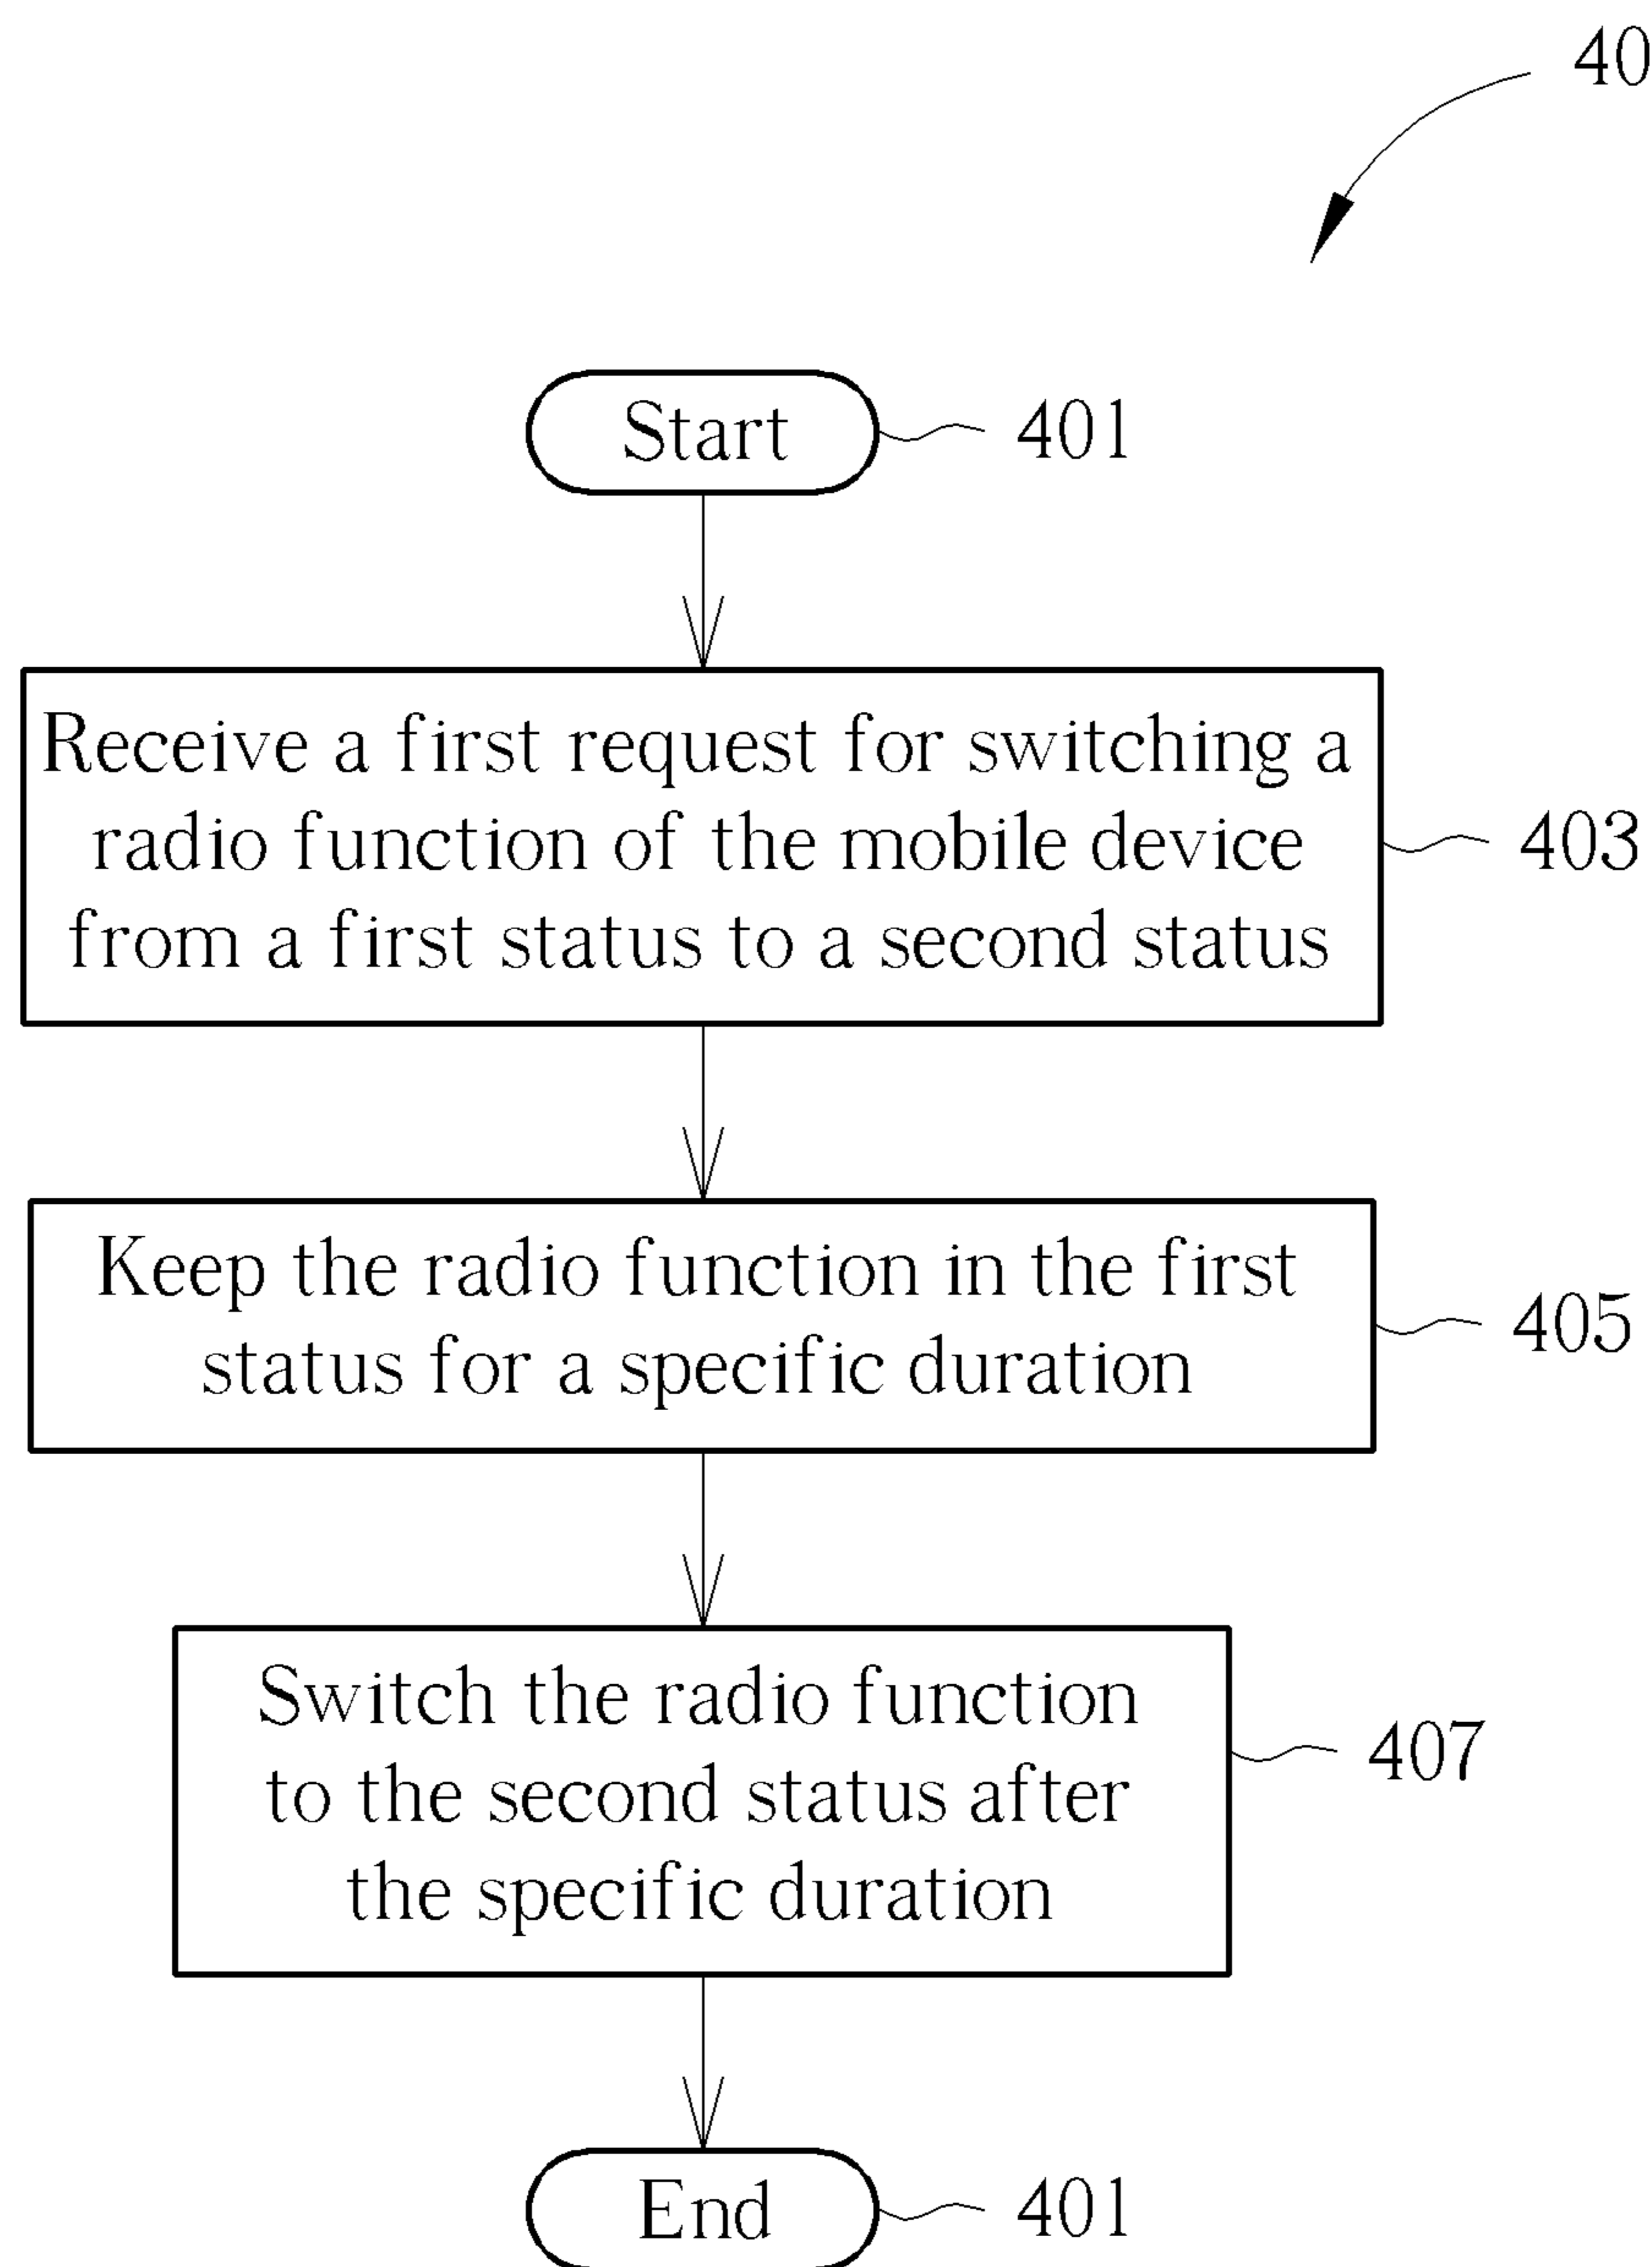 40
Start
401
Receive a first request for switching a
radio function of the mobile device
from a first status to a second status
403
Keep the radio function in the first
status for a specific duration
405
Switch the radio function
to the second status after
the specific duration
407
End
401